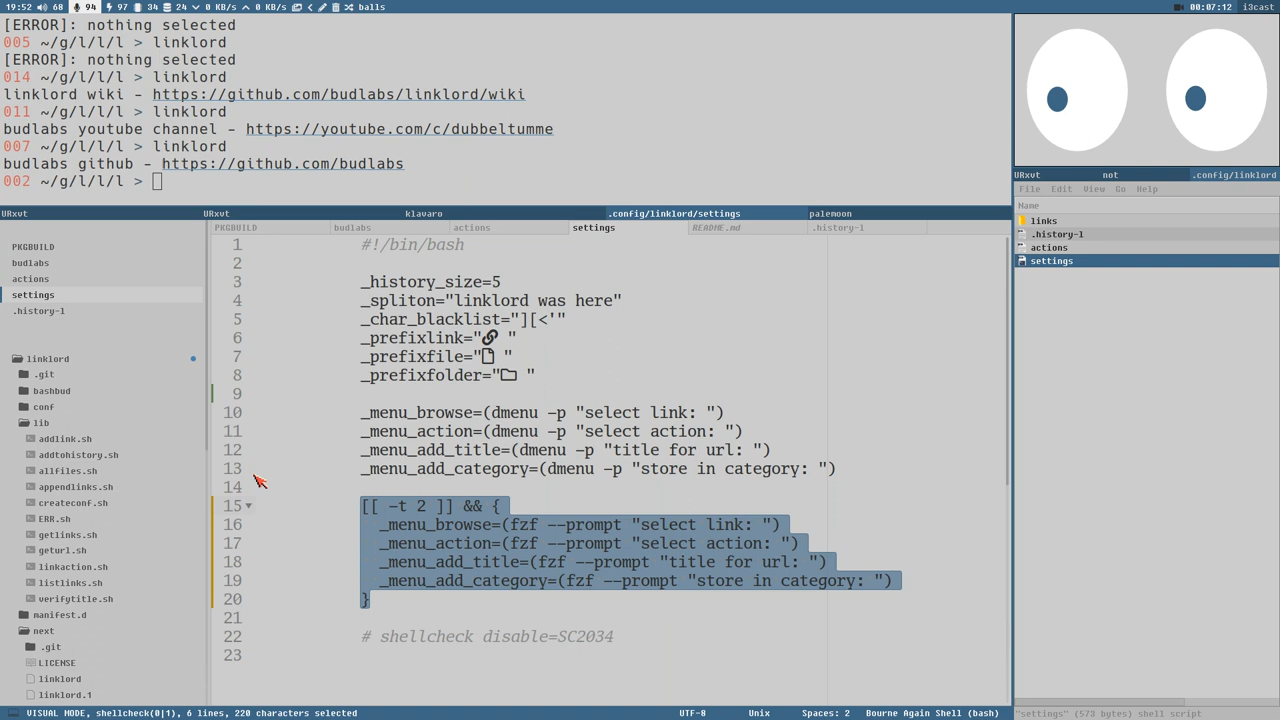 19:52 68 94 97 34 24 0 KB/s 0 KB/s balls 00:07:12 i3cast
[ERROR]: nothing selected
005 ~/g/l/l/l > linklord
[ERROR]: nothing selected
014 ~/g/l/l/l > linklord
linklord wiki - https://github.com/budlabs/linklord/wiki
011 ~/g/l/l/l > linklord
budlabs youtube channel - https://youtube.com/c/dubbeltumme
007 ~/g/l/l/l > linklord
budlabs github - https://github.com/budlabs
002 ~/g/l/l/l >
URxvt URxvt klavaro .config/linklord/settings palemoon
PKGBUILD
budlabs
actions
settings
.history-1
linklord
.git
bashbud
conf
lib
addlink.sh
addtohistory.sh
allfiles.sh
appendlinks.sh
createconf.sh
ERR.sh
getlinks.sh
geturl.sh
linkaction.sh
listlinks.sh
verifytitle.sh
manifest.d
next
.git
LICENSE
linklord
linklord.1
PKGBUILD budlabs actions settings README.md .history-1
1 #!/bin/bash
2
3 _history_size=5
4 _spliton="linklord was here"
5 _char_blacklist="][<'"
6 _prefixlink=" "
7 _prefixfile=" "
8 _prefixfolder=" "
9
10 _menu_browse=(dmenu -p "select link: ")
11 _menu_action=(dmenu -p "select action: ")
12 _menu_add_title=(dmenu -p "title for url: ")
13 _menu_add_category=(dmenu -p "store in category: ")
14
15 [[ -t 2 ]] && {
16 _menu_browse=(fzf --prompt "select link: ")
17 _menu_action=(fzf --prompt "select action: ")
18 _menu_add_title=(fzf --prompt "title for url: ")
19 _menu_add_category=(fzf --prompt "store in category: ")
20 }
21
22 # shellcheck disable=SC2034
23
VISUAL MODE, shellcheck(0|1), 6 lines, 220 characters selected UTF-8 Unix Spaces: 2 Bourne Again Shell (bash)
URxvt not .config/linklord
File Edit View Go Help
Name
links
.history-1
actions
settings
"settings" (573 bytes) shell script